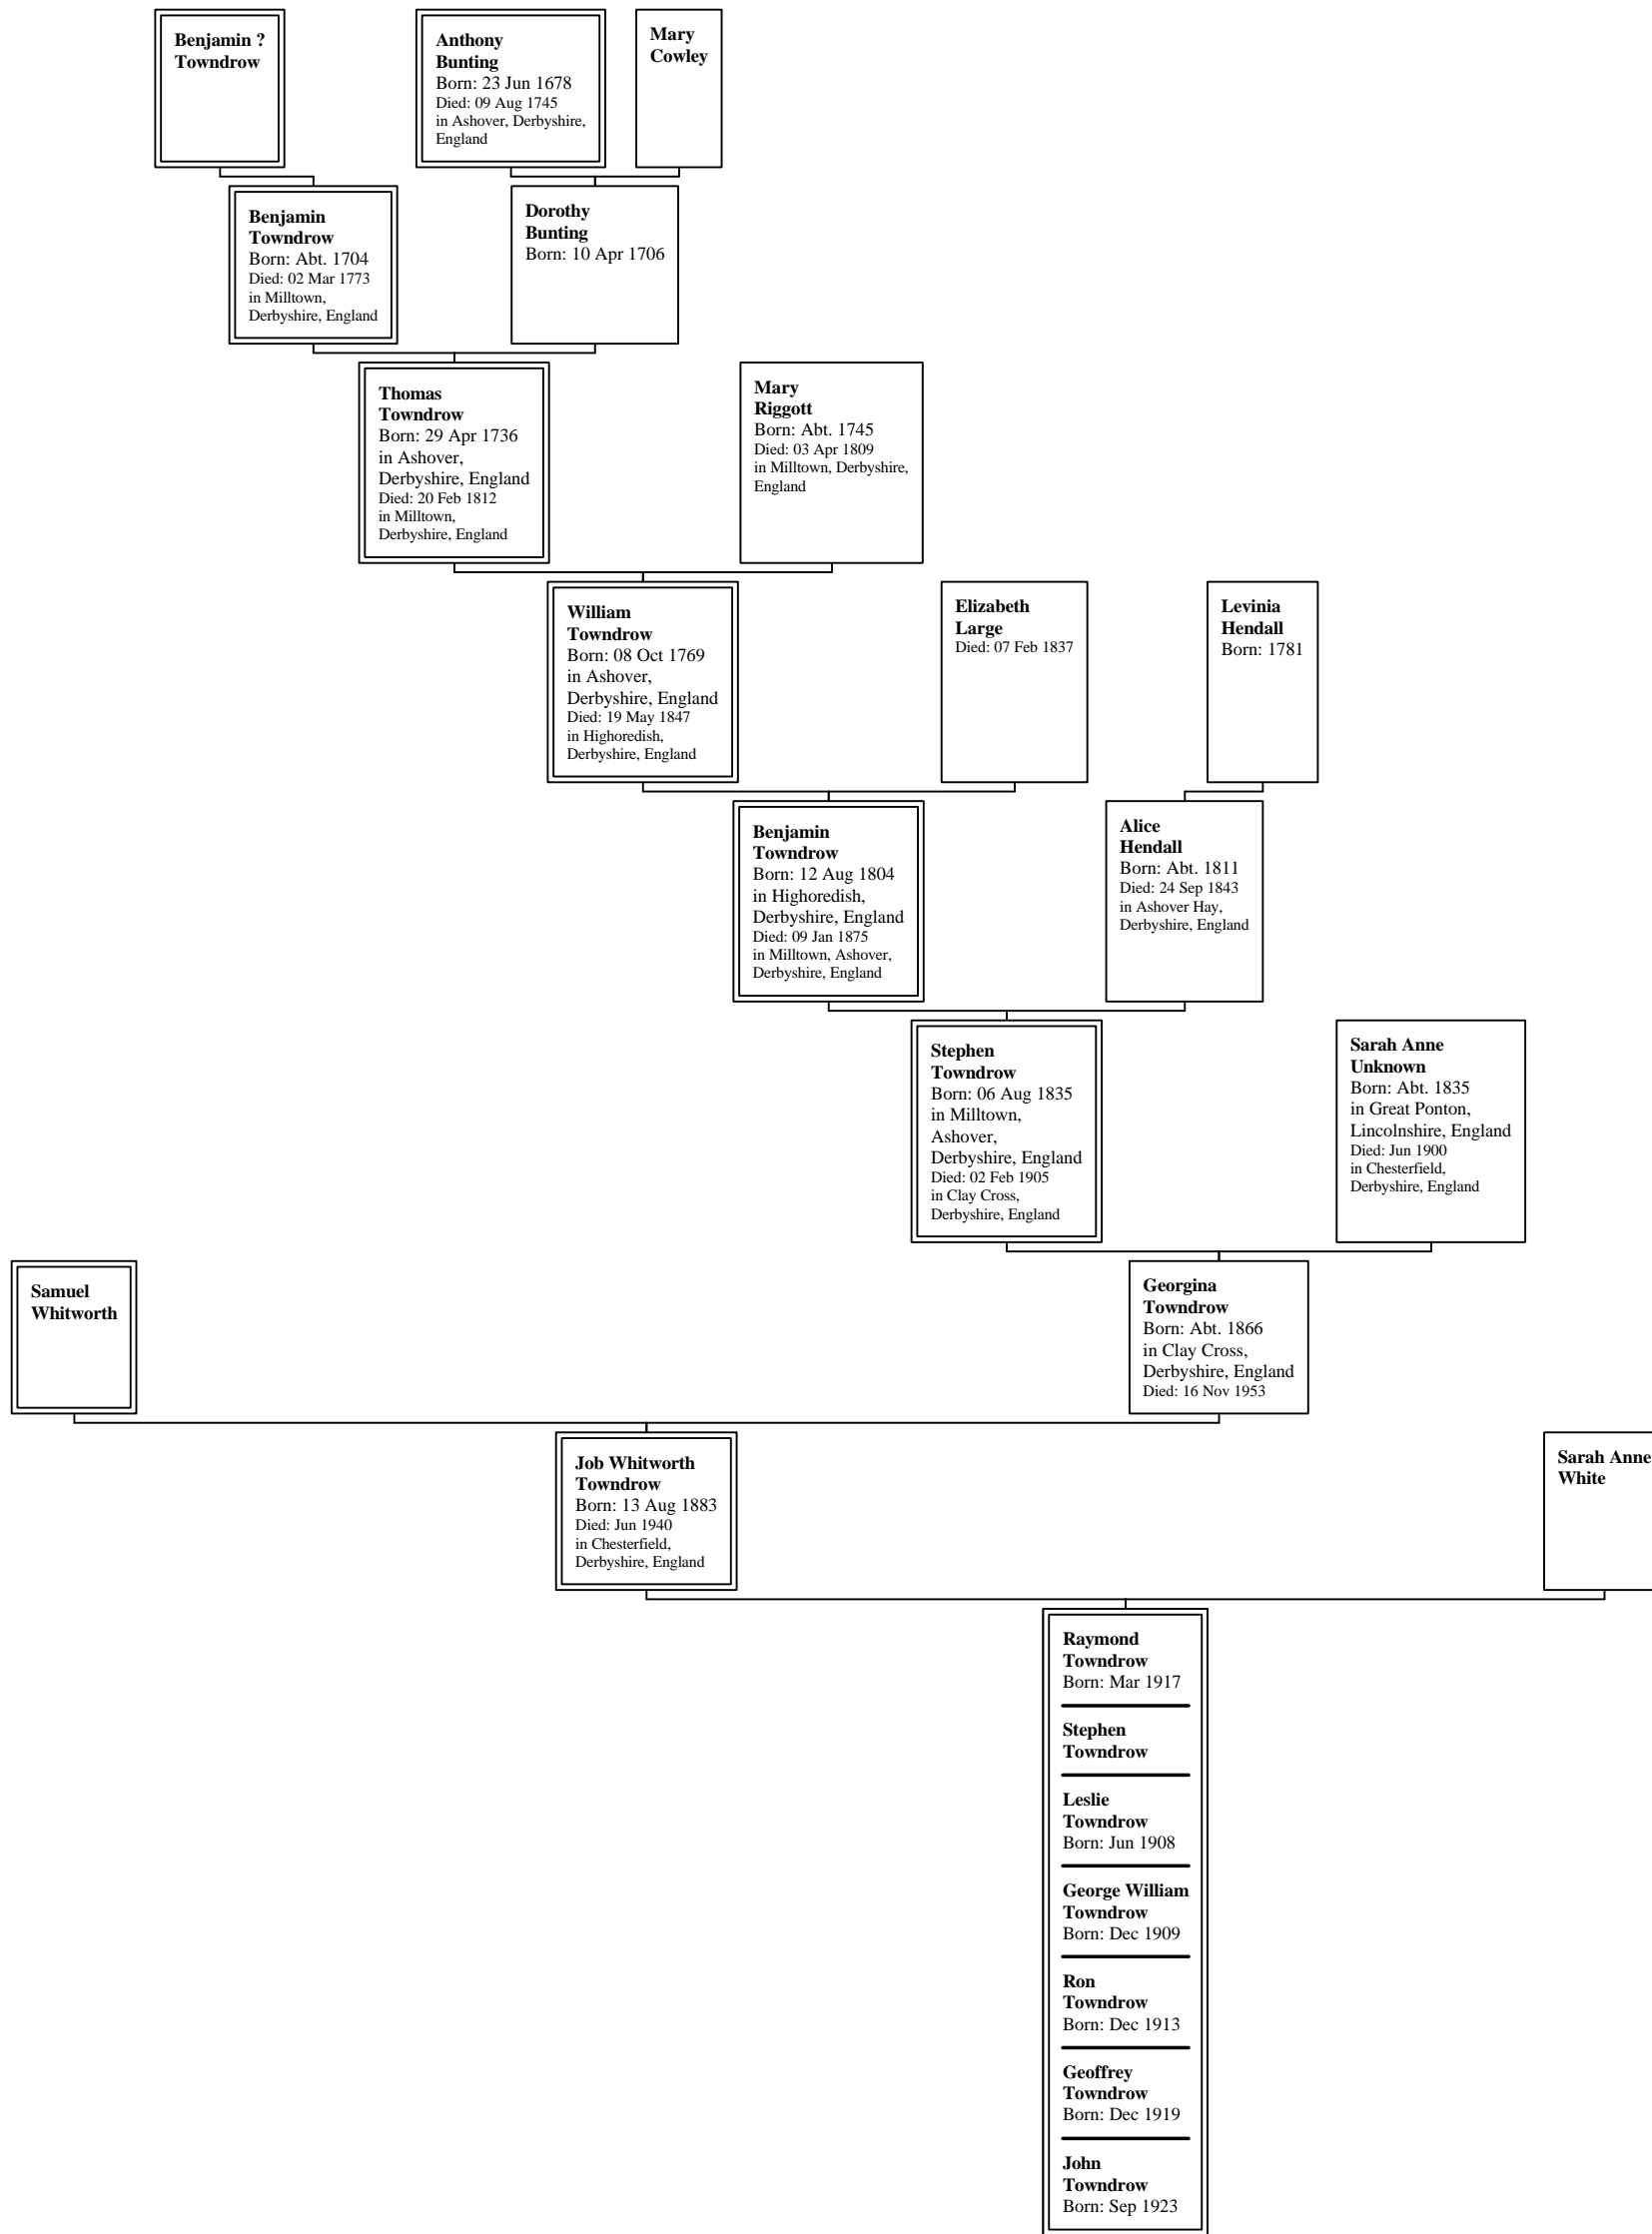 Benjamin ?
Towndrow
Anthony
Bunting
Born: 23 Jun 1678
Died: 09 Aug 1745
in Ashover, Derbyshire,
England
Mary
Cowley
Benjamin
Towndrow
Born: Abt. 1704
Died: 02 Mar 1773
in Milltown,
Derbyshire, England
Dorothy
Bunting
Born: 10 Apr 1706
Thomas
Towndrow
Born: 29 Apr 1736
in Ashover,
Derbyshire, England
Died: 20 Feb 1812
in Milltown,
Derbyshire, England
Mary
Riggott
Born: Abt. 1745
Died: 03 Apr 1809
in Milltown, Derbyshire,
England
William
Towndrow
Born: 08 Oct 1769
in Ashover,
Derbyshire, England
Died: 19 May 1847
in Highoredish,
Derbyshire, England
Elizabeth
Large
Died: 07 Feb 1837
Levinia
Hendall
Born: 1781
Benjamin
Towndrow
Born: 12 Aug 1804
in Highoredish,
Derbyshire, England
Died: 09 Jan 1875
in Milltown, Ashover,
Derbyshire, England
Alice
Hendall
Born: Abt. 1811
Died: 24 Sep 1843
in Ashover Hay,
Derbyshire, England
Stephen
Towndrow
Born: 06 Aug 1835
in Milltown,
Ashover,
Derbyshire, England
Died: 02 Feb 1905
in Clay Cross,
Derbyshire, England
Sarah Anne
Unknown
Born: Abt. 1835
in Great Ponton,
Lincolnshire, England
Died: Jun 1900
in Chesterfield,
Derbyshire, England
Samuel
Whitworth
Georgina
Towndrow
Born: Abt. 1866
in Clay Cross,
Derbyshire, England
Died: 16 Nov 1953
Job Whitworth
Towndrow
Born: 13 Aug 1883
Died: Jun 1940
in Chesterfield,
Derbyshire, England
Sarah Anne
White
Raymond
Towndrow
Born: Mar 1917
Stephen
Towndrow
Leslie
Towndrow
Born: Jun 1908
George William
Towndrow
Born: Dec 1909
Ron
Towndrow
Born: Dec 1913
Geoffrey
Towndrow
Born: Dec 1919
John
Towndrow
Born: Sep 1923